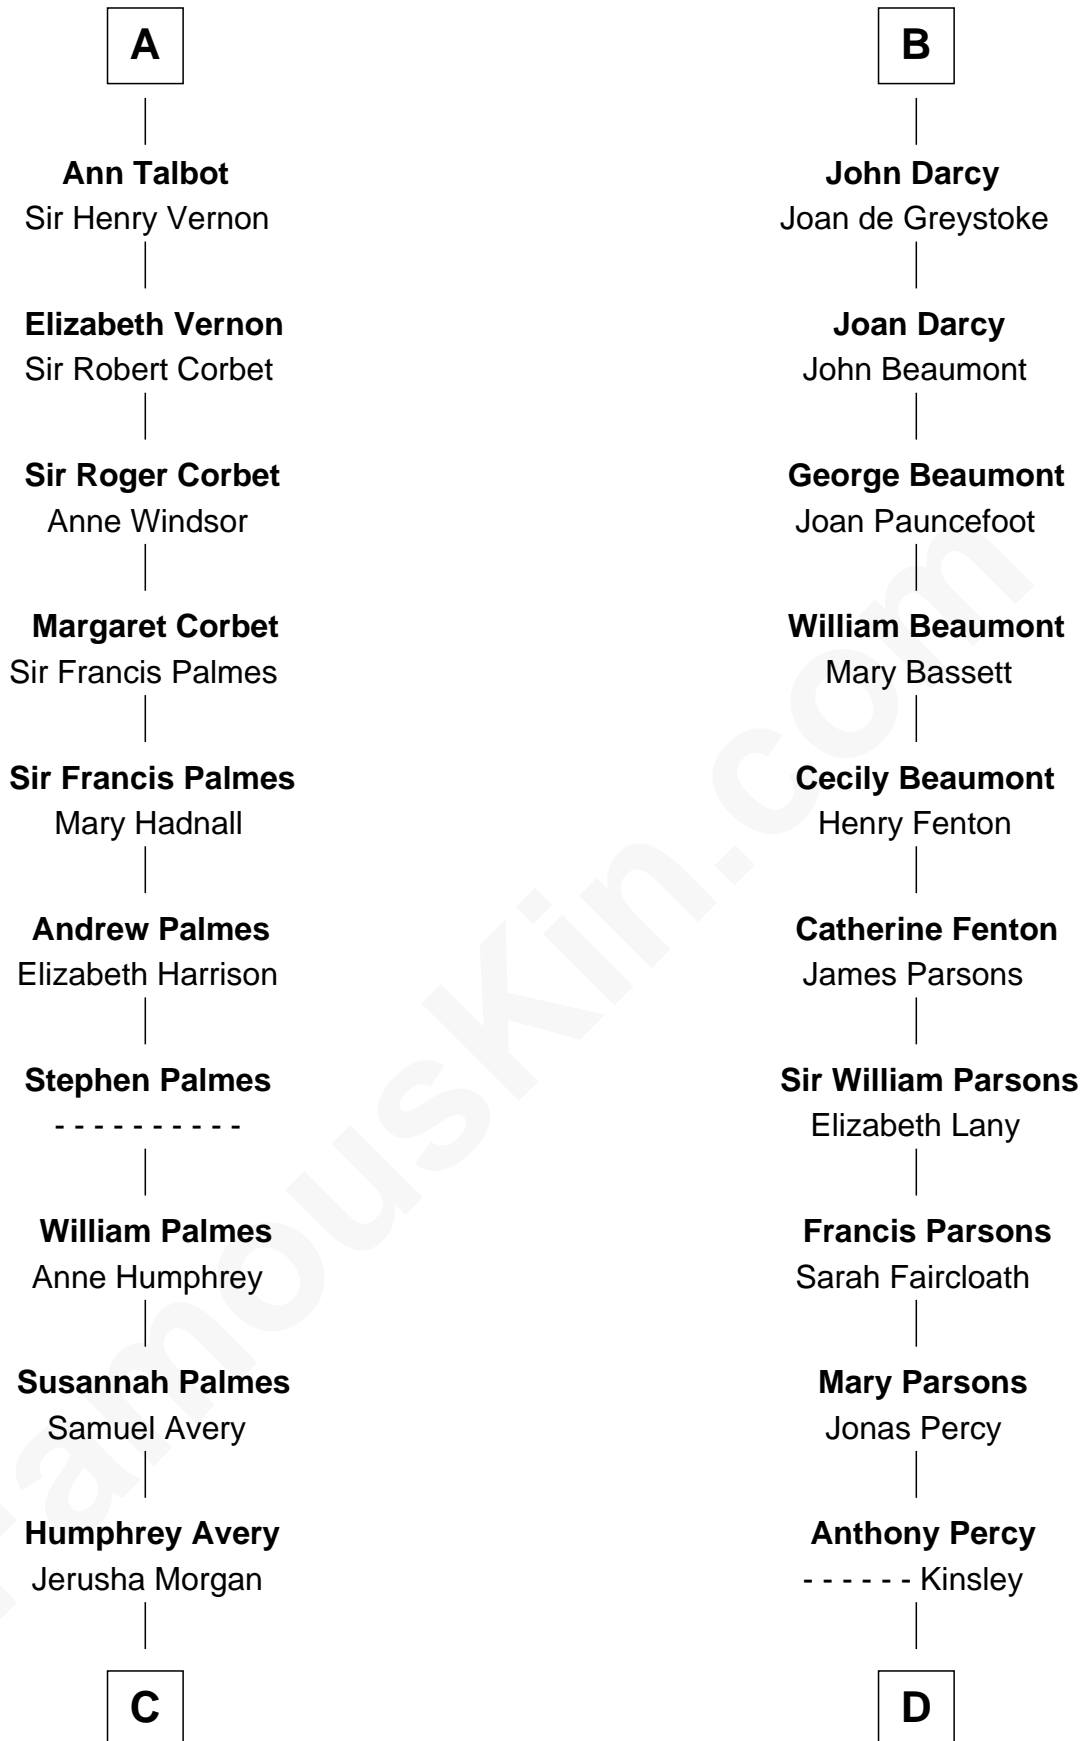 A
Ann Talbot
Sir Henry Vernon
Elizabeth Vernon
Sir Robert Corbet
Sir Roger Corbet
Anne Windsor
Margaret Corbet
Sir Francis Palmes
Sir Francis Palmes
Mary Hadnall
Andrew Palmes
Elizabeth Harrison
Stephen Palmes
- - - - - - - - - -
William Palmes
Anne Humphrey
Susannah Palmes
Samuel Avery
Humphrey Avery
Jerusha Morgan
C
B
John Darcy
Joan de Greystoke
Joan Darcy
John Beaumont
George Beaumont
Joan Pauncefoot
William Beaumont
Mary Bassett
Cecily Beaumont
Henry Fenton
Catherine Fenton
James Parsons
Sir William Parsons
Elizabeth Lany
Francis Parsons
Sarah Faircloath
Mary Parsons
Jonas Percy
Anthony Percy
- - - - - - Kinsley
D
FamousKin.com